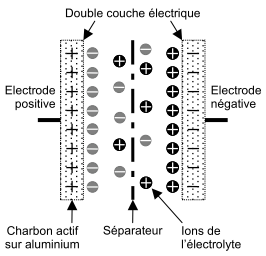 Double couche électrique
Electrode
positive
Electrode
négative
Charbon actif
sur aluminium
Séparateur
Ions de
l'électrolyte